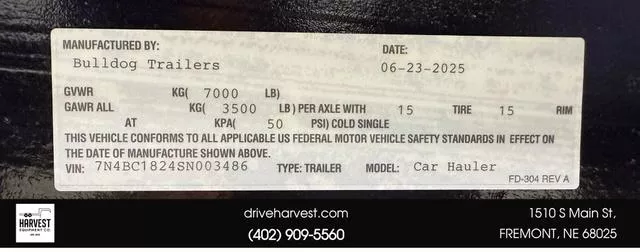 MANUFACTURED BY: DATE:
Bulldog Trailers 06-23-2025
GVWR KG( 7000 LB)
GAWR ALL KG( 3500 LB) PER AXLE WITH 15 TIRE 15 RIM
AT KPA( 50 PSI) COLD SINGLE
THIS VEHICLE CONFORMS TO ALL APPLICABLE US FEDERAL MOTOR VEHICLE SAFETY STANDARDS IN EFFECT ON
THE DATE OF MANUFACTURE SHOWN ABOVE.
VIN: 7N4BC1824SN003486 TYPE: TRAILER MODEL: Car Hauler
FD-304 REV A
HARVEST
EQUIPMENT CO.
driveharvest.com
(402) 909-5560
1510 S Main St,
FREMONT, NE 68025